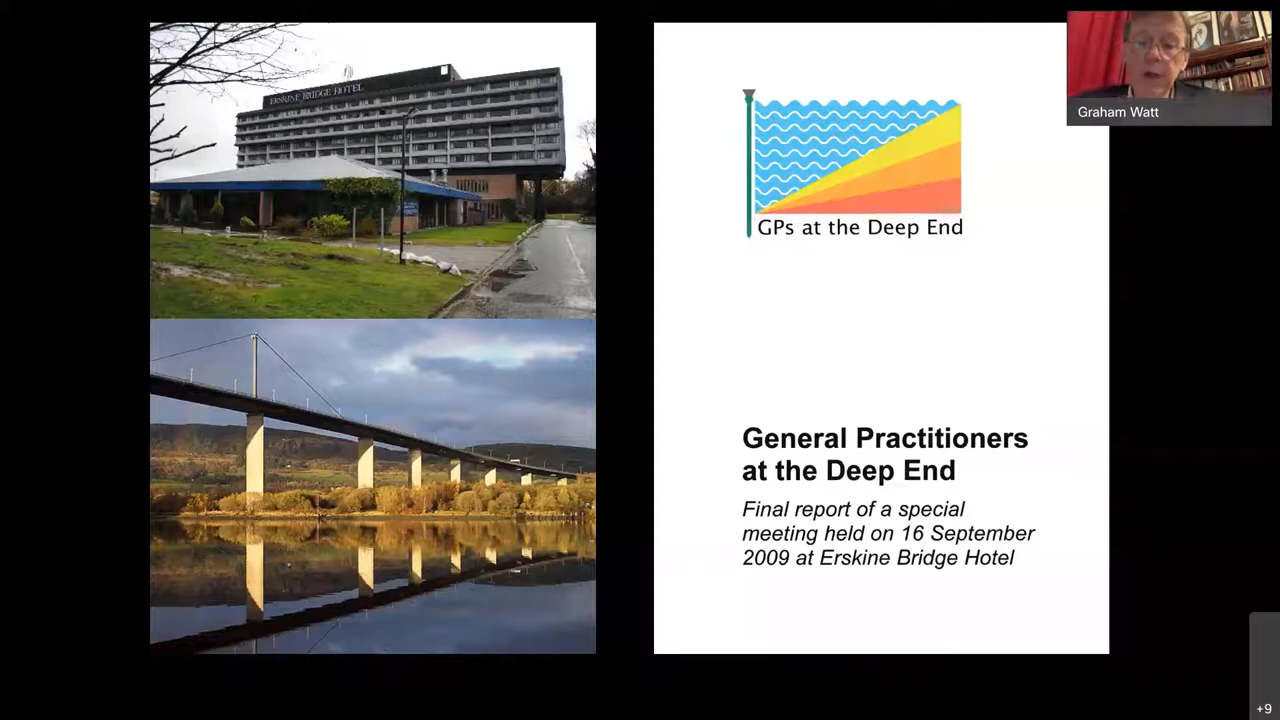 ERSKINE BRIDGE HOTEL
GPs at the Deep End
General Practitioners
at the Deep End
Final report of a special
meeting held on 16 September
2009 at Erskine Bridge Hotel
Graham Watt
+9